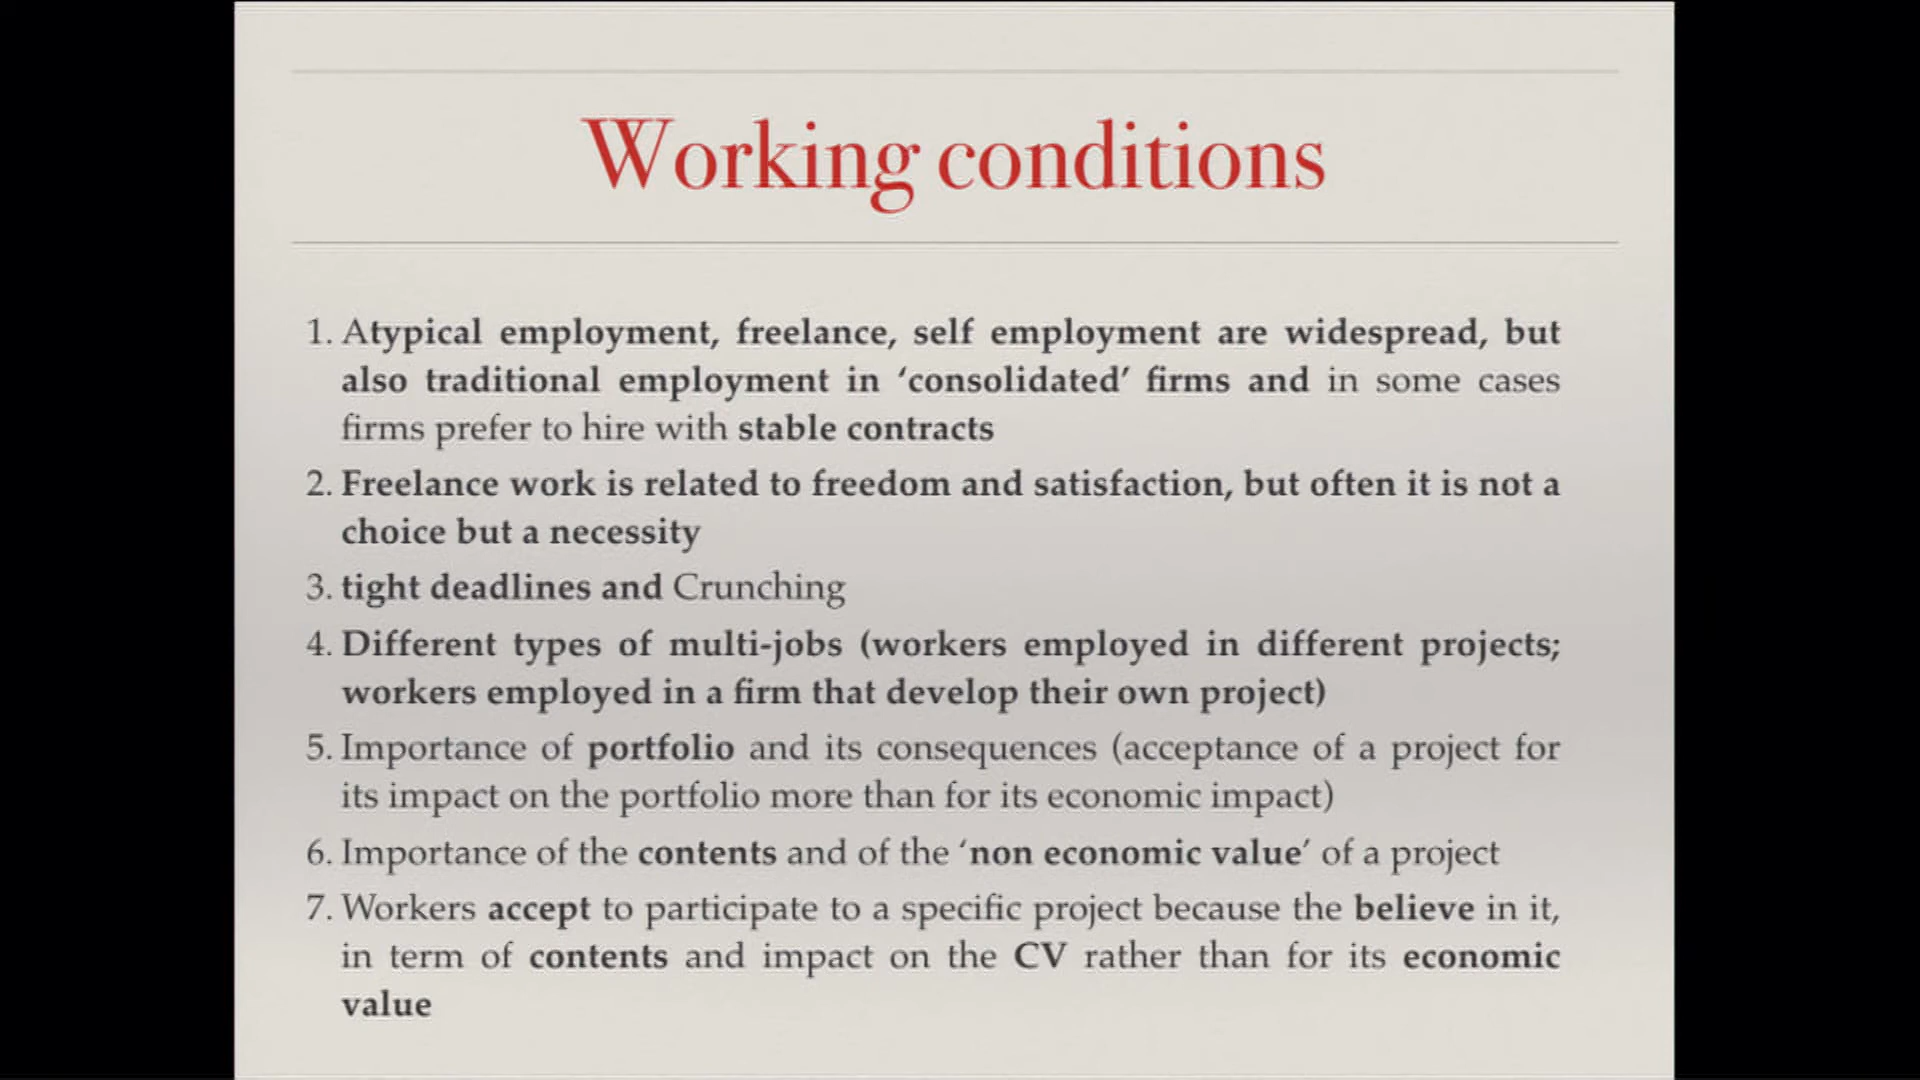 Working conditions
1. Atypical employment, freelance, self employment are widespread, but
also traditional employment in ‘consolidated’ firms and in some cases
firms prefer to hire with stable contracts
2. Freelance work is related to freedom and satisfaction, but often it is not a
choice but a necessity
3. tight deadlines and Crunching
4. Different types of multi-jobs (workers employed in different projects;
workers employed in a firm that develop their own project)
5. Importance of portfolio and its consequences (acceptance of a project for
its impact on the portfolio more than for its economic impact)
6. Importance of the contents and of the ‘non economic value’ of a project
7. Workers accept to participate to a specific project because the believe in it,
in term of contents and impact on the CV rather than for its economic
value